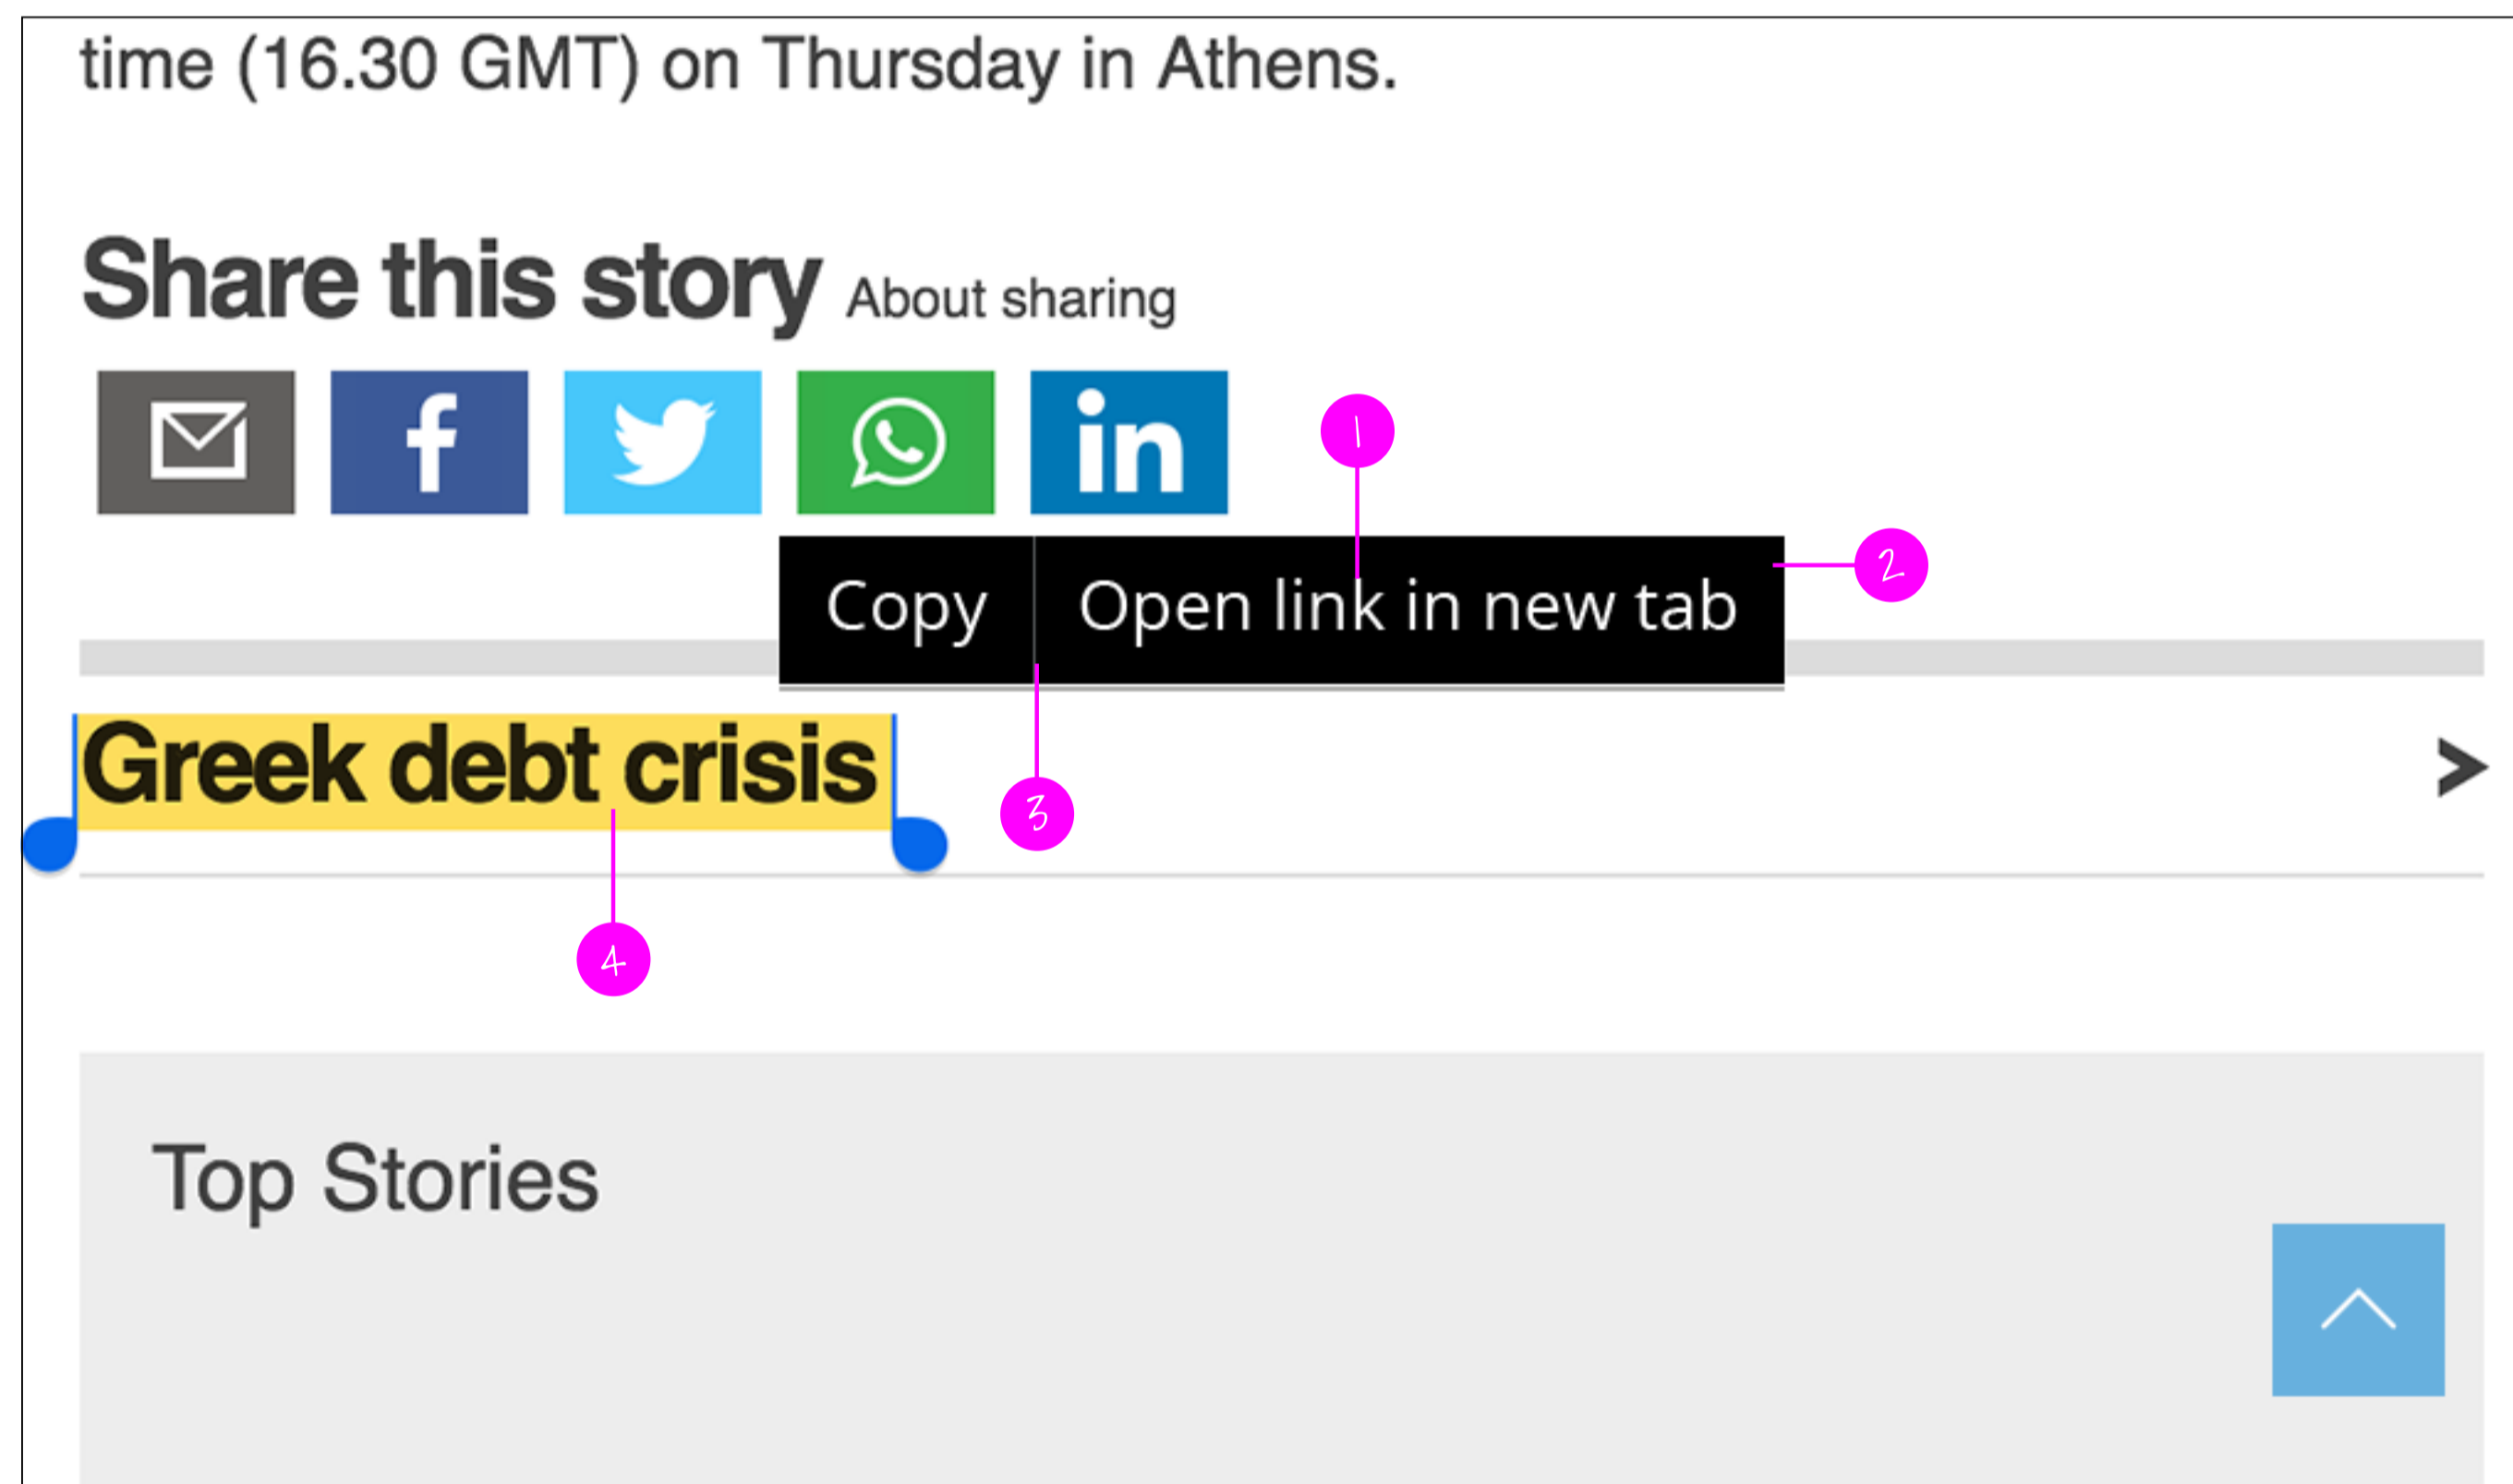 time (16.30 GMT) on Thursday in Athens.
Share this story About sharing
f in
1
2
Copy Open link in new tab
Greek debt crisis >
3
4
Top Stories